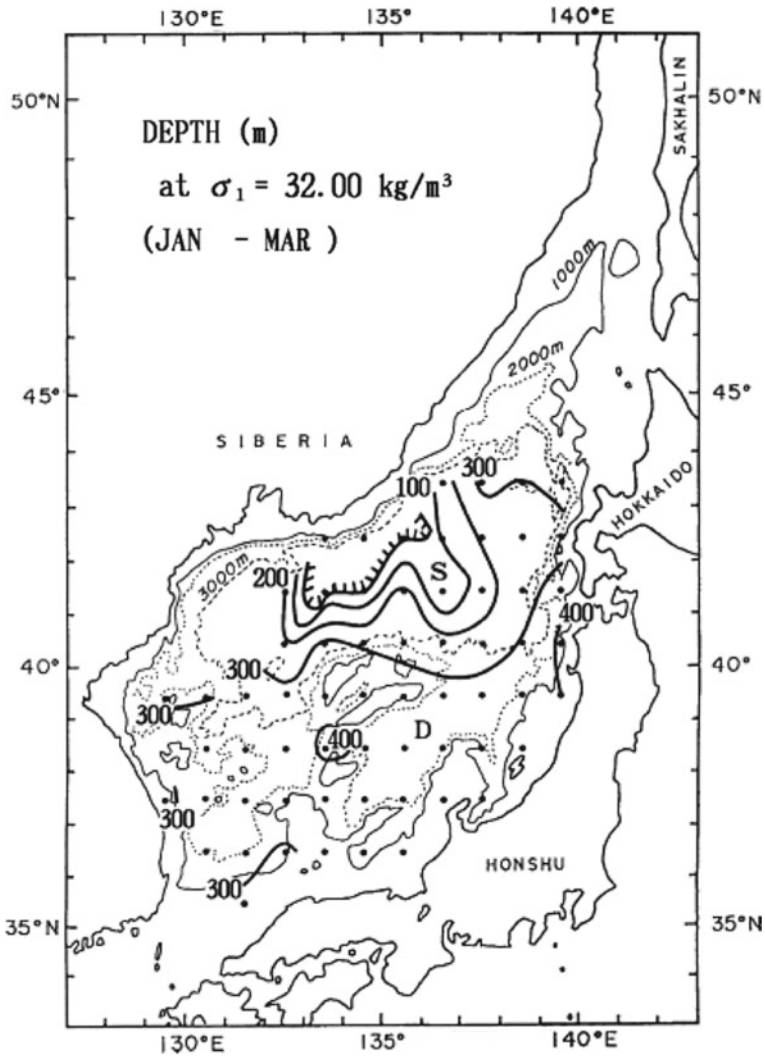 130°E 135° 140°E
50°N 50°N
SAKHALIN
DEPTH (m)
at σ₁ = 32.00 kg/m³
(JAN - MAR )
1000m
2000m
45° 45°
SIBERIA
300
100
HOKKAIDO
3000m
200
S
400
40° 40°
300
300
D
400
300
HONSHU
300
35°N 35°N
130°E 135° 140°E